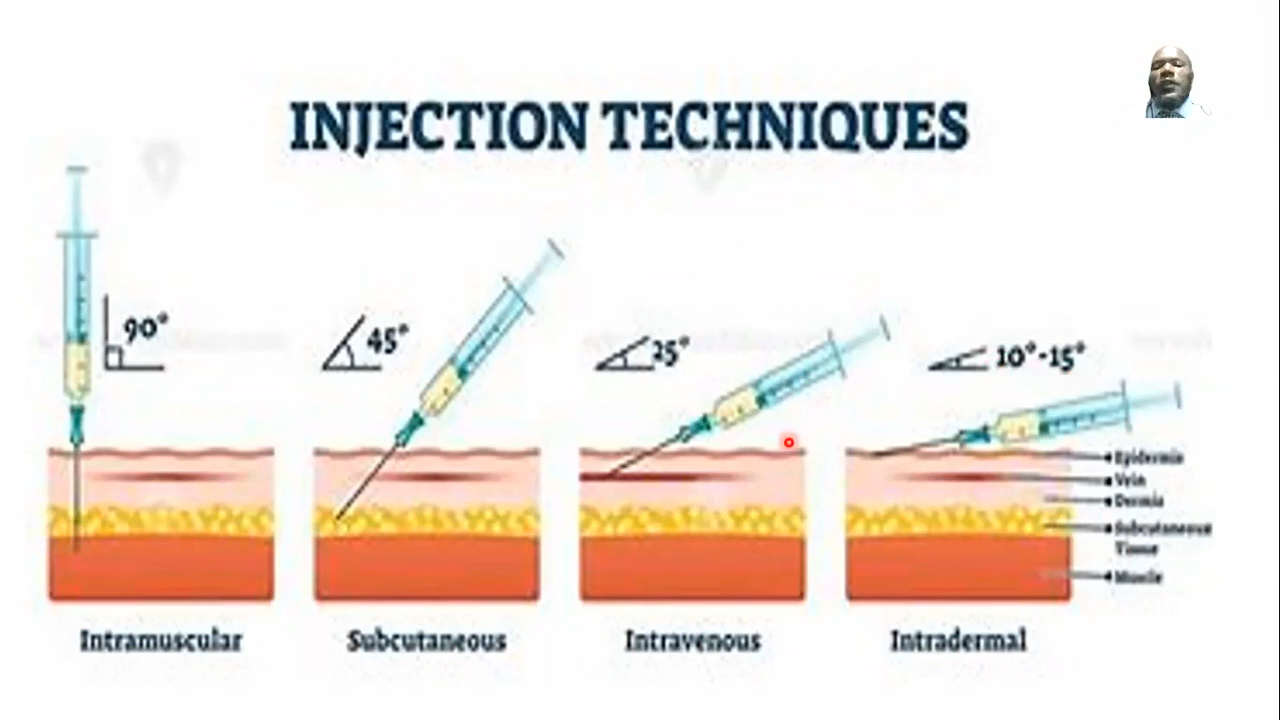 INJECTION TECHNIQUES
90°
45°
25°
10°-15°
Epidermis
Vein
Dermis
Subcutaneous
Tissue
Muscle
Intramuscular
Subcutaneous
Intravenous
Intradermal